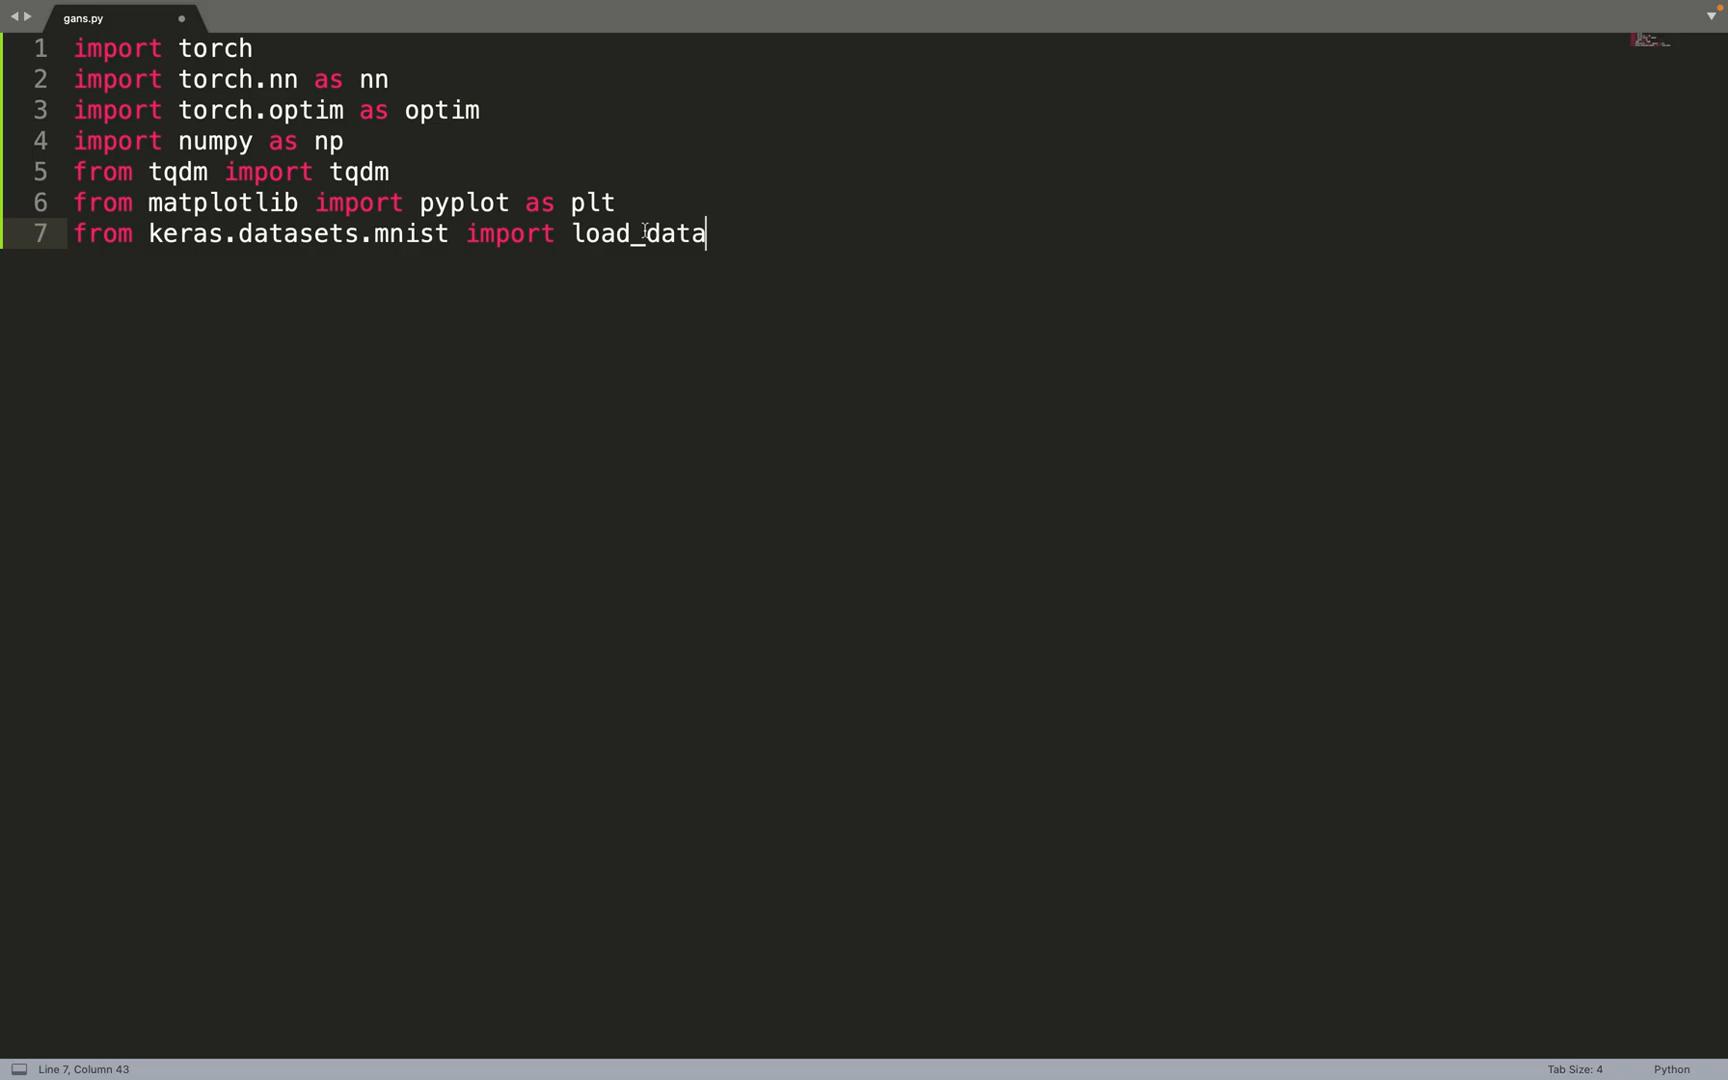 gans.py
1 import torch
2 import torch.nn as nn
3 import torch.optim as optim
4 import numpy as np
5 from tqdm import tqdm
6 from matplotlib import pyplot as plt
7 from keras.datasets.mnist import load_data
Line 7, Column 43
Tab Size: 4
Python